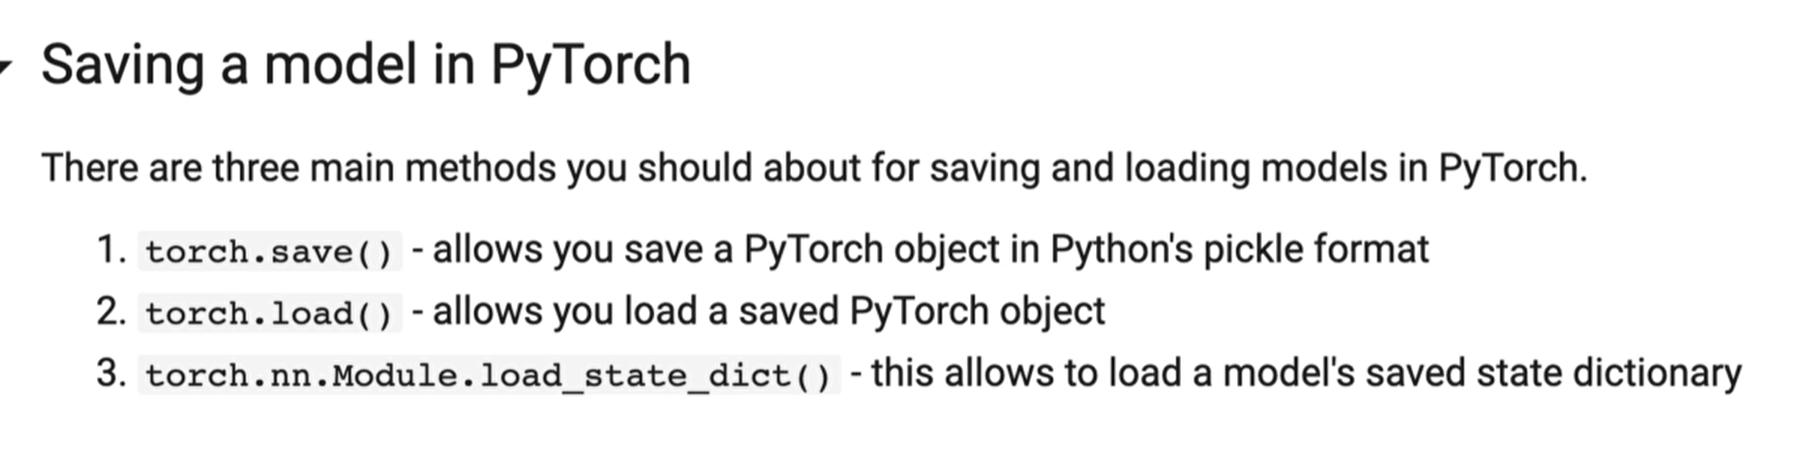 Saving a model in PyTorch
There are three main methods you should about for saving and loading models in PyTorch.
1. torch.save() - allows you save a PyTorch object in Python's pickle format
2. torch.load() - allows you load a saved PyTorch object
3. torch.nn.Module.load_state_dict() - this allows to load a model's saved state dictionary